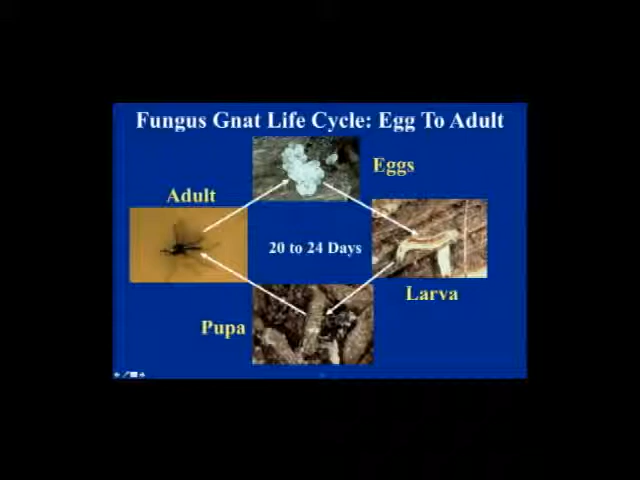 Fungus Gnat Life Cycle: Egg To Adult
Eggs
Adult
20 to 24 Days
Larva
Pupa